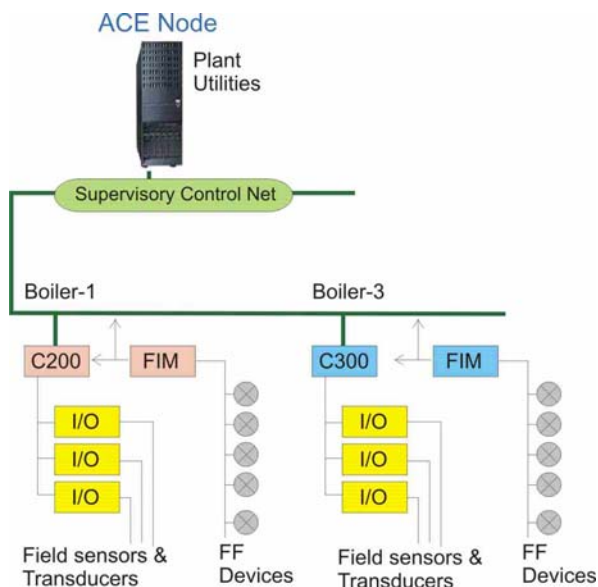 ACE Node
Plant
Utilities
Supervisory Control Net
Boiler-1
Boiler-3
C200
FIM
C300
FIM
I/O
I/O
I/O
I/O
I/O
I/O
Field sensors &
Transducers
FF
Devices
Field sensors &
Transducers
FF
Devices